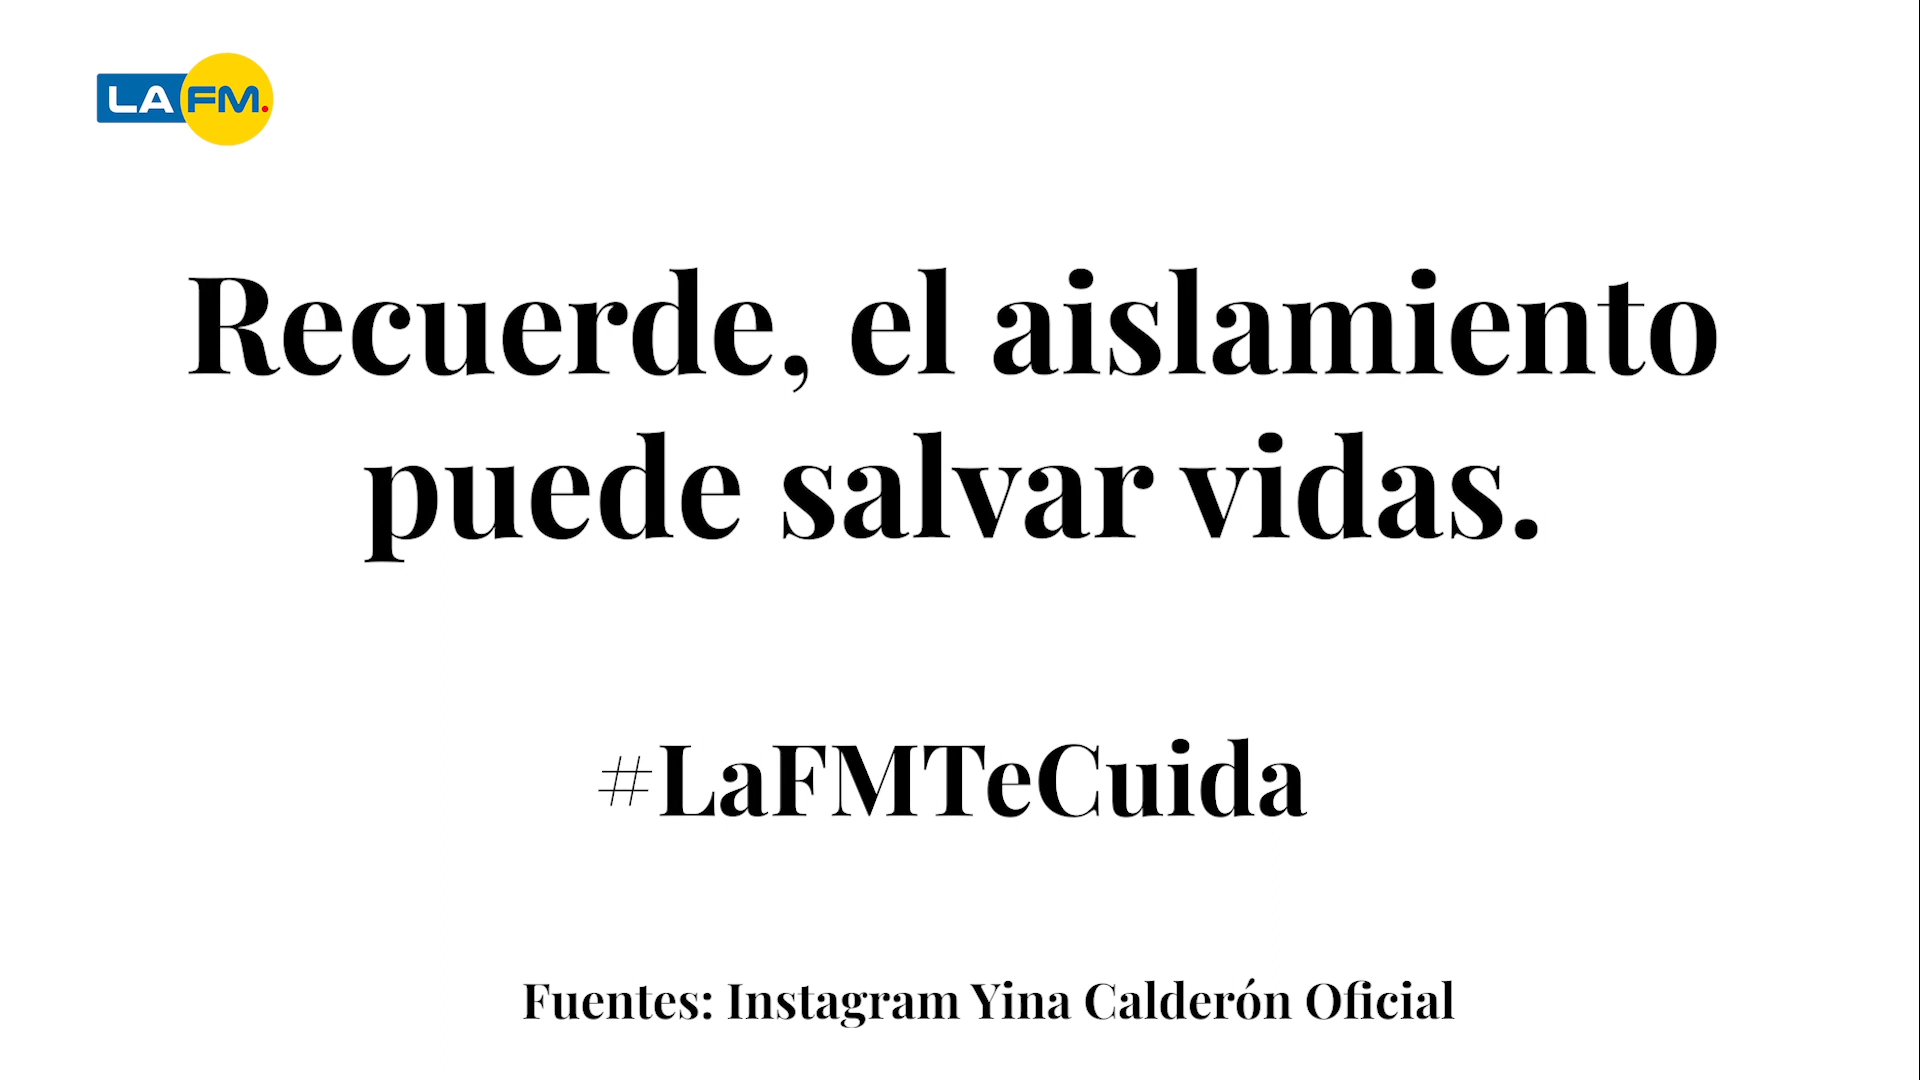 LA FM.
Recuerde, el aislamiento
puede salvar vidas.
#LaFMTeCuida
Fuentes: Instagram Yina Calderón Oficial